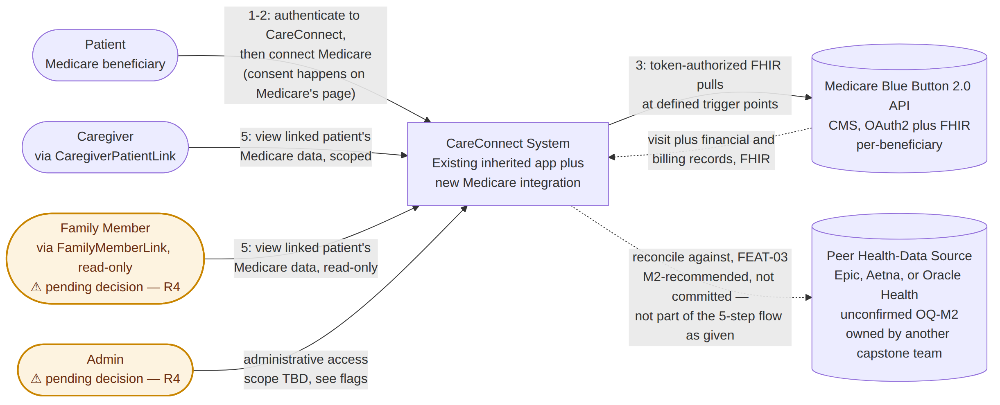 1-2: authenticate to
CareConnect,
then connect Medicare
(consent happens on
Medicare's page)
Patient
Medicare beneficiary
Caregiver
via CaregiverPatientLink
5: view linked patient's
Medicare data, scoped
Family Member
via FamilyMemberLink,
read-only
⚠ pending decision — R4
5: view linked patient's
Medicare data, read-only
Admin
⚠ pending decision — R4
administrative access
scope TBD, see flags
CareConnect System
Existing inherited app plus
new Medicare integration
3: token-authorized FHIR
pulls
at defined trigger points
visit plus financial and
billing records, FHIR
Medicare Blue Button 2.0
API
CMS, OAuth2 plus FHIR
per-beneficiary
reconcile against, FEAT-03
M2-recommended, not
committed —
not part of the 5-step flow
as given
Peer Health-Data Source
Epic, Aetna, or Oracle
Health
unconfirmed OQ-M2
owned by another
capstone team